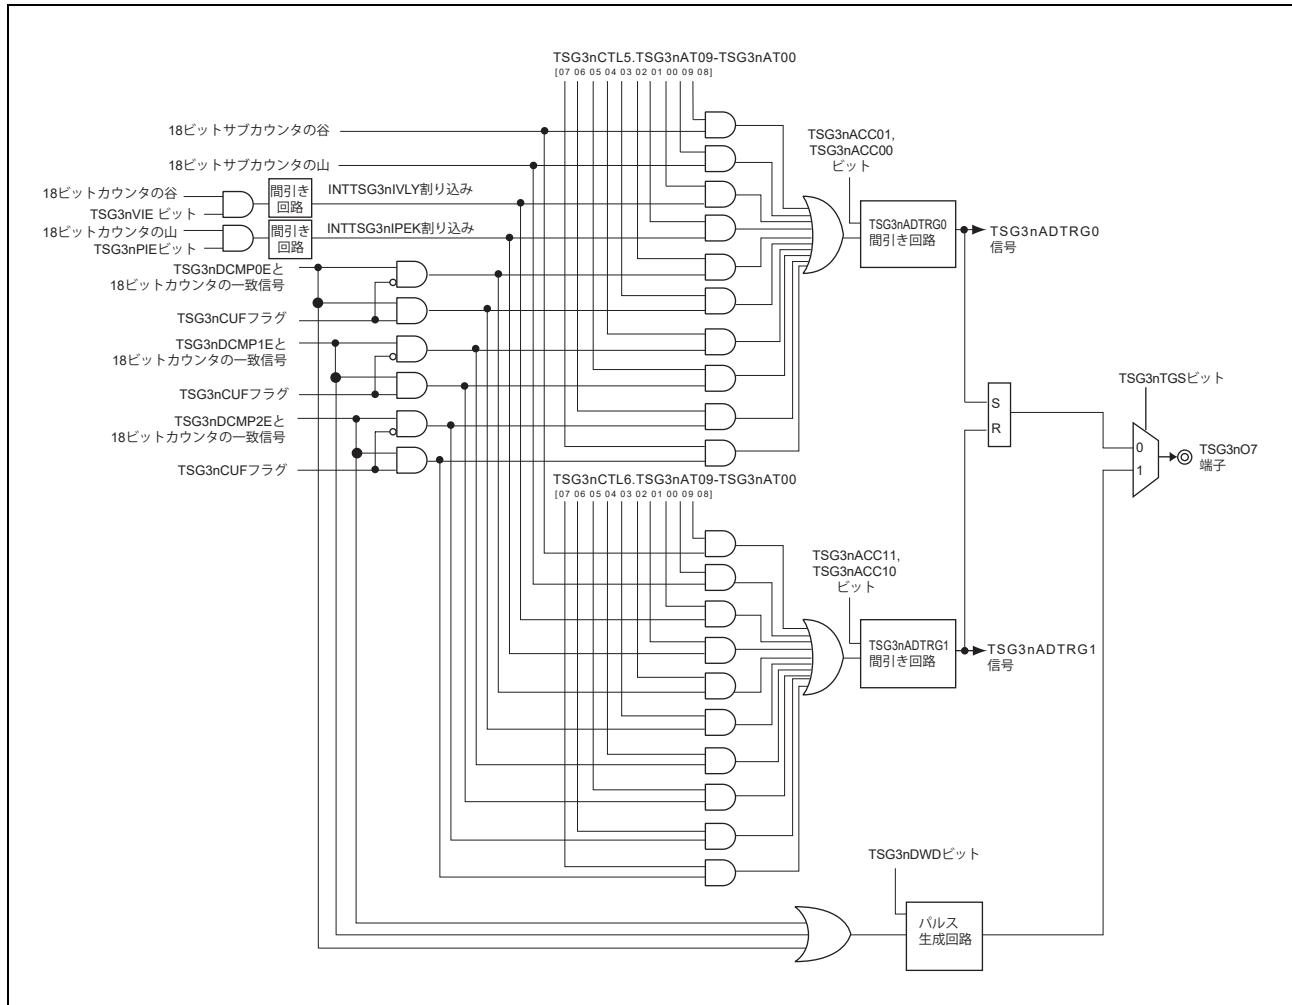 TSG3nCTL5.TSG3nAT09-TSG3nAT00
[07 06 05 04 03 02 01 00 09 08]
18ビットサブカウンタの谷
18ビットサブカウンタの山
18ビットカウンタの谷
TSG3nVIE ビット
間引き
回路
INTTSG3nIVLY割り込み
18ビットカウンタの山
TSG3nPIEビット
間引き
回路
INTTSG3nIPEK割り込み
TSG3nDCMP0Eと
18ビットカウンタの一致信号
TSG3nCUFフラグ
TSG3nDCMP1Eと
18ビットカウンタの一致信号
TSG3nCUFフラグ
TSG3nDCMP2Eと
18ビットカウンタの一致信号
TSG3nCUFフラグ
TSG3nACC01,
TSG3nACC00
ビット
TSG3nADTRG0
間引き回路
TSG3nADTRG0
信号
S
R
TSG3nTGSビット
0
1
TSG3nO7
端子
TSG3nCTL6.TSG3nAT09-TSG3nAT00
[07 06 05 04 03 02 01 00 09 08]
TSG3nACC11,
TSG3nACC10
ビット
TSG3nADTRG1
間引き回路
TSG3nADTRG1
信号
TSG3nDWDビット
パルス
生成回路